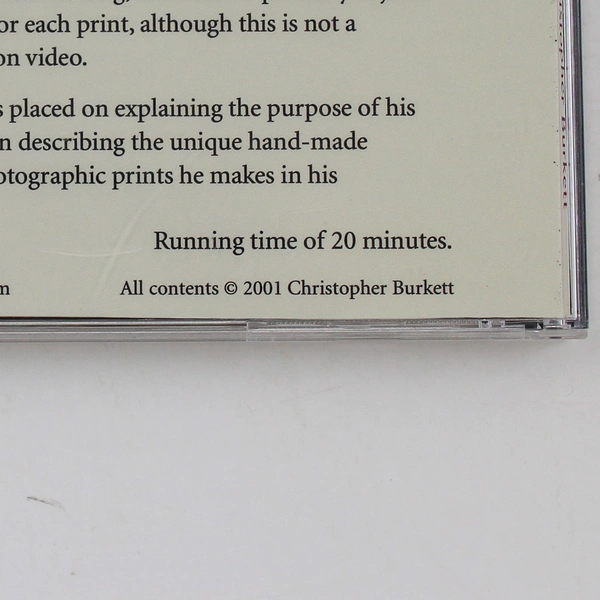 or each print, although this is not a
on video.
s placed on explaining the purpose of his
n describing the unique hand-made
otographic prints he makes in his
Running time of 20 minutes.
m All contents © 2001 Christopher Burkett
Burkett